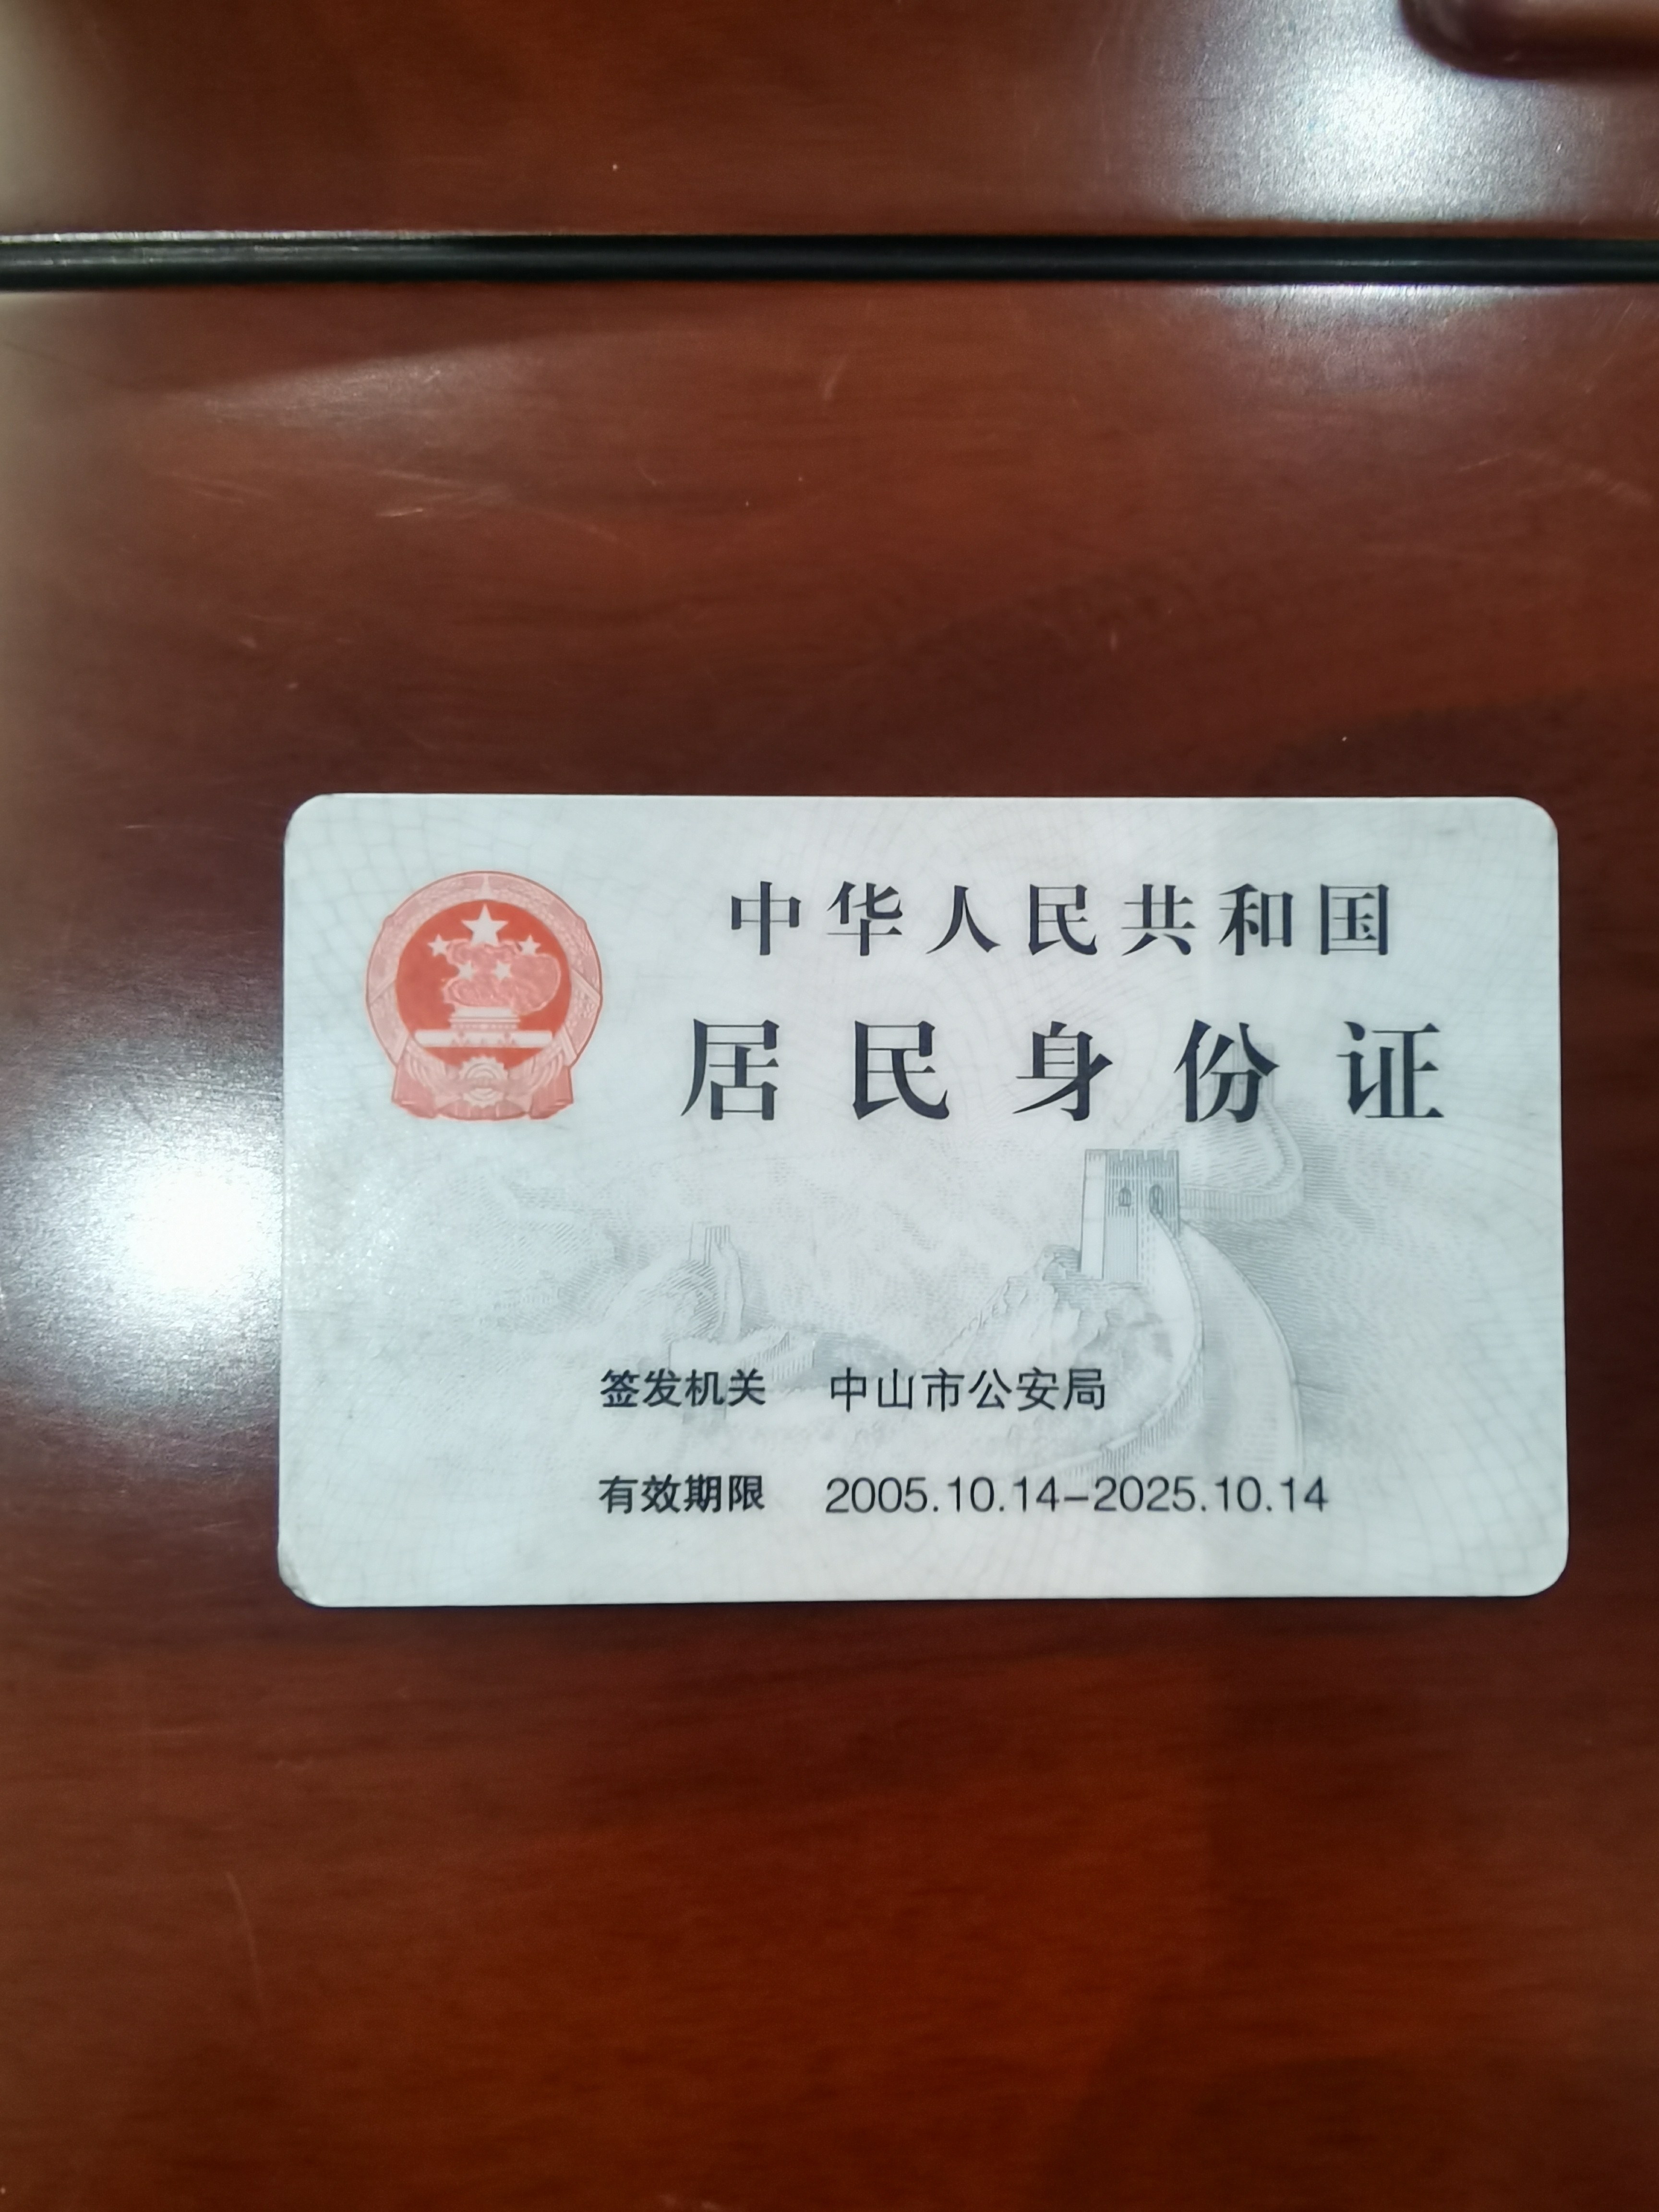 中华人民共和国
居民身份证
签发机关 中山市公安局
有效期限 2005.10.14-2025.10.14